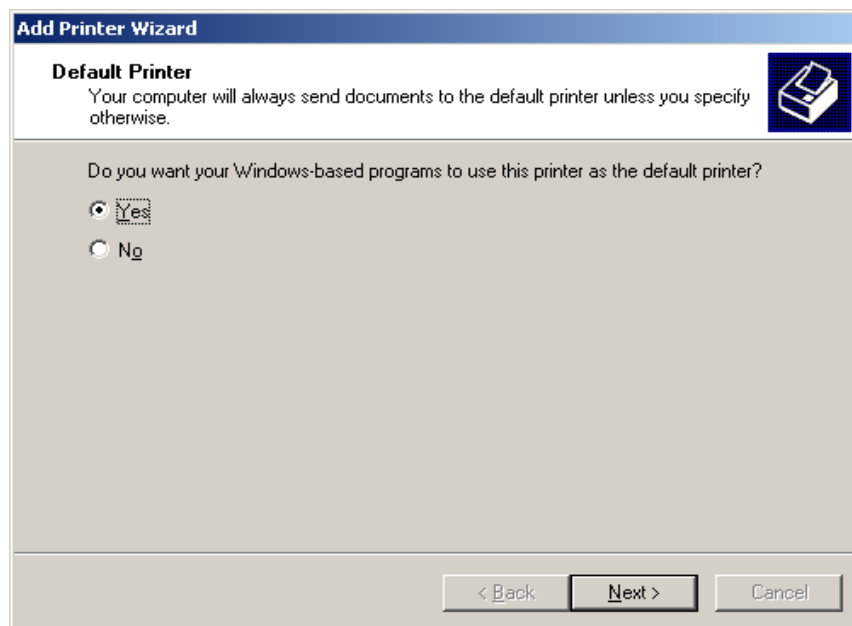 Add Printer Wizard
Default Printer
Your computer will always send documents to the default printer unless you specify
otherwise.
Do you want your Windows-based programs to use this printer as the default printer?
Yes
No
< Back
Next >
Cancel